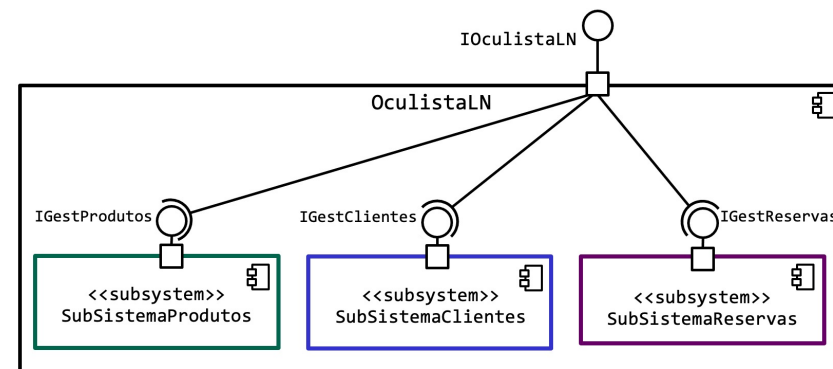 IOculistaLN
OculistaLN
IGestProdutos
IGestClientes
IGestReservas
<<subsystem>>
SubSistemaProdutos
<<subsystem>>
SubSistemaClientes
<<subsystem>>
SubSistemaReservas